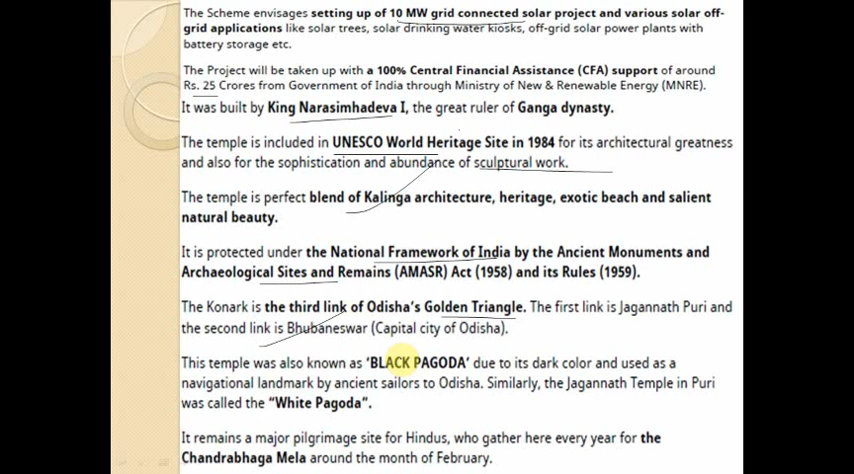 The Scheme envisages setting up of 10 MW grid connected solar project and various solar off-
grid applications like solar trees, solar drinking water kiosks, off-grid solar power plants with
battery storage etc.
The Project will be taken up with a 100% Central Financial Assistance (CFA) support of around
Rs. 25 Crores from Government of India through Ministry of New & Renewable Energy (MNRE).
It was built by King Narasimhadeva I, the great ruler of Ganga dynasty.
The temple is included in UNESCO World Heritage Site in 1984 for its architectural greatness
and also for the sophistication and abundance of sculptural work.
The temple is perfect blend of Kalinga architecture, heritage, exotic beach and salient
natural beauty.
It is protected under the National Framework of India by the Ancient Monuments and
Archaeological Sites and Remains (AMASR) Act (1958) and its Rules (1959).
The Konark is the third link of Odisha's Golden Triangle. The first link is Jagannath Puri and
the second link is Bhubaneswar (Capital city of Odisha).
This temple was also known as 'BLACK PAGODA' due to its dark color and used as a
navigational landmark by ancient sailors to Odisha. Similarly, the Jagannath Temple in Puri
was called the “White Pagoda”.
It remains a major pilgrimage site for Hindus, who gather here every year for the
Chandrabhaga Mela around the month of February.